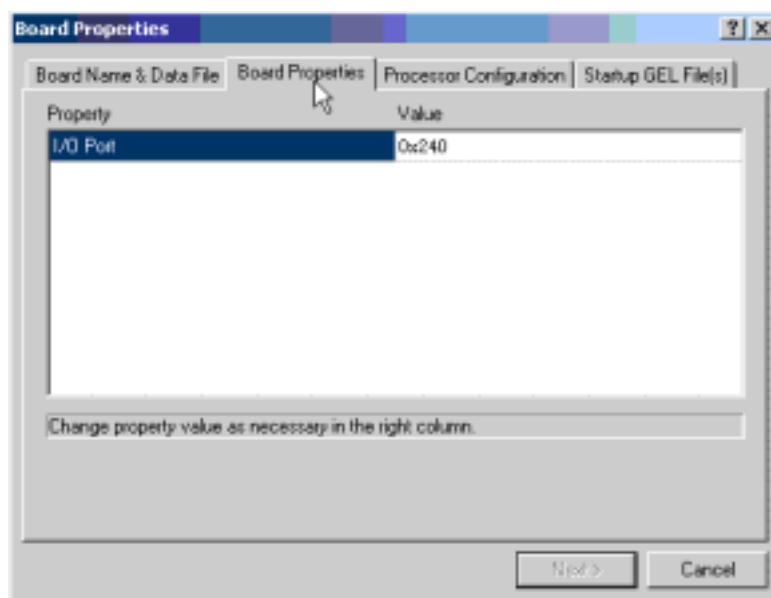 Board Properties
Board Name & Data File Board Properties Processor Configuration Startup GEL File(s)
Property Value
I/O Port 0x240
Change property value as necessary in the right column.
Next > Cancel